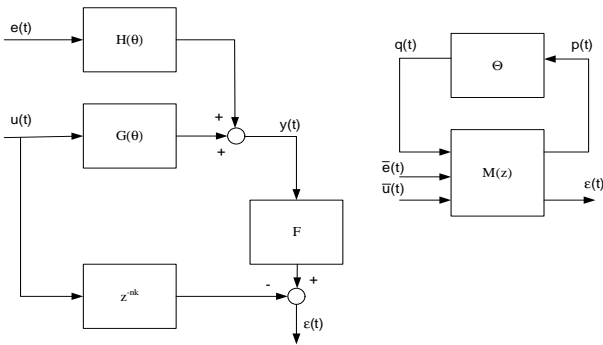 e(t)
H(θ)
u(t)
G(θ)
+
+
y(t)
F
z⁻ⁿᵏ
-
+
ε(t)
q(t)
Θ
p(t)
e̅(t)
u̅(t)
M(z)
ε(t)